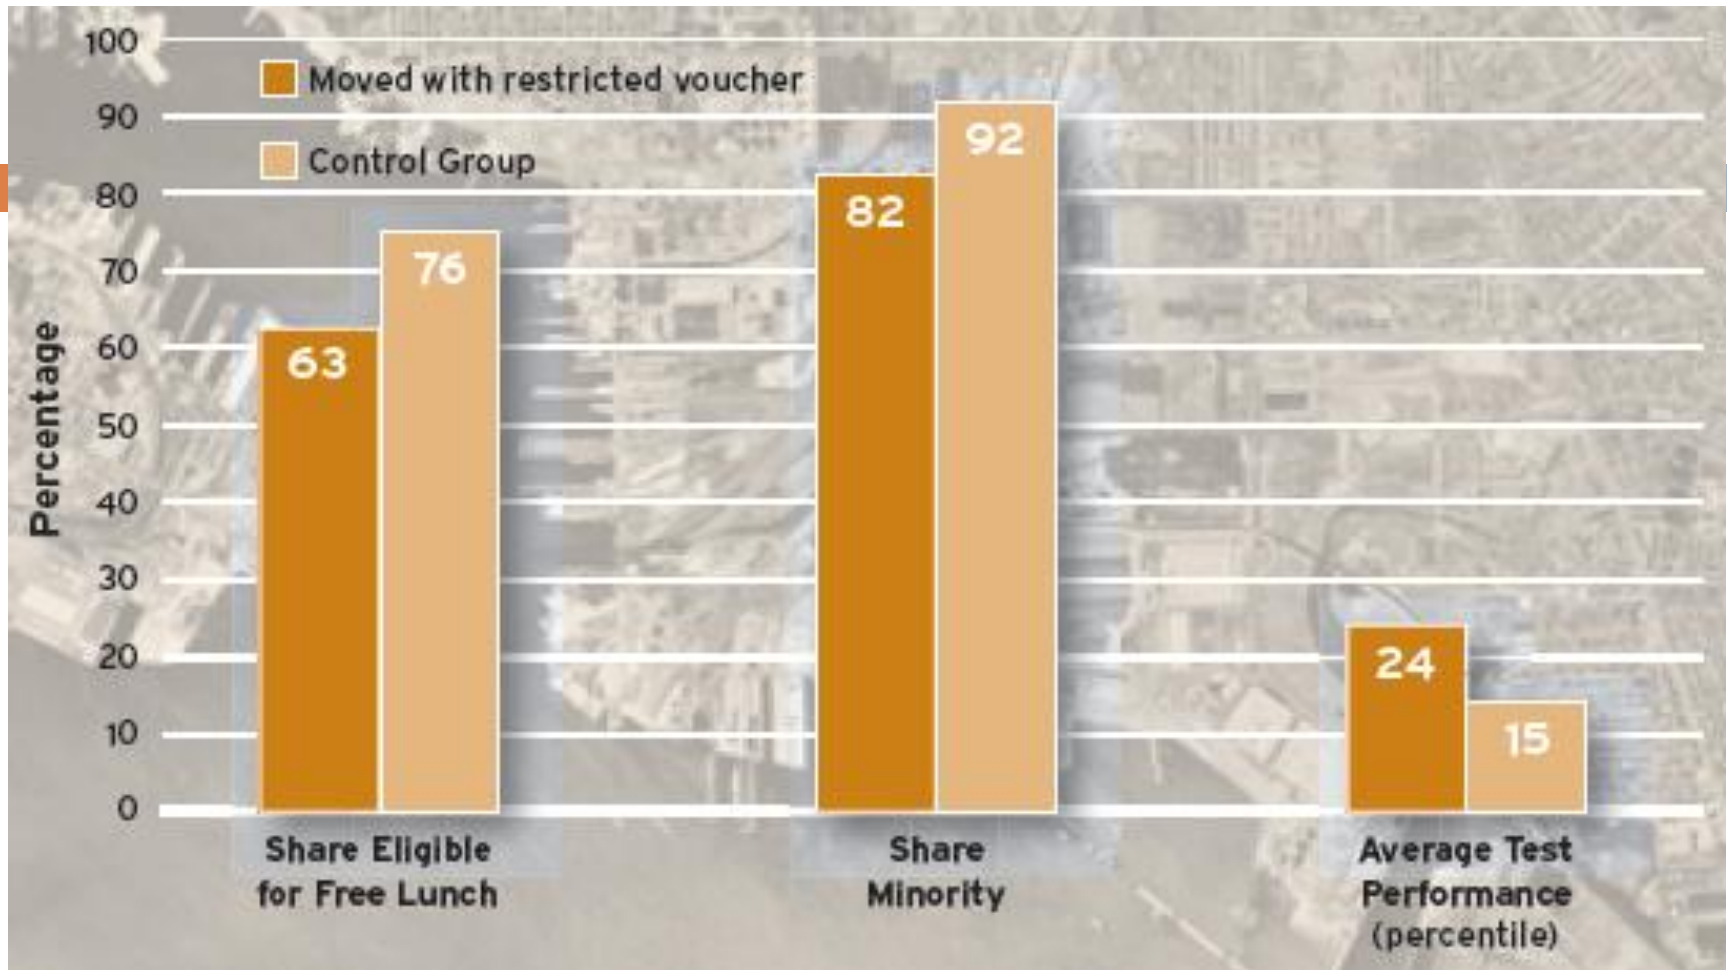 100
90
80
70
60
50
40
30
20
10
0
Percentage
Moved with restricted voucher
Control Group
63
76
82
92
24
15
Share Eligible
for Free Lunch
Share
Minority
Average Test
Performance
(percentile)